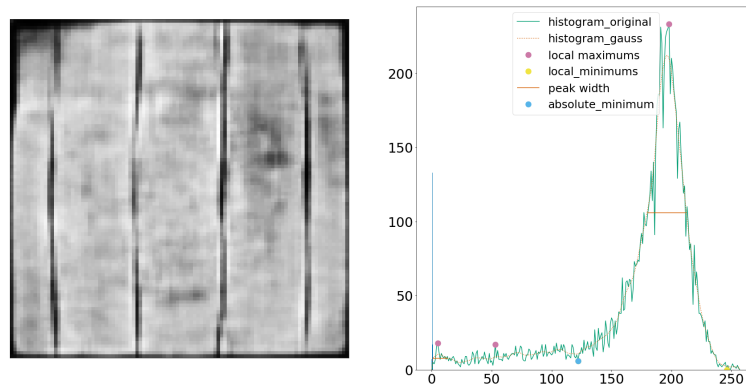 histogram_original
histogram_gauss
local maximums
local_minimums
peak width
absolute_minimum
200
150
100
50
0
0 50 100 150 200 250